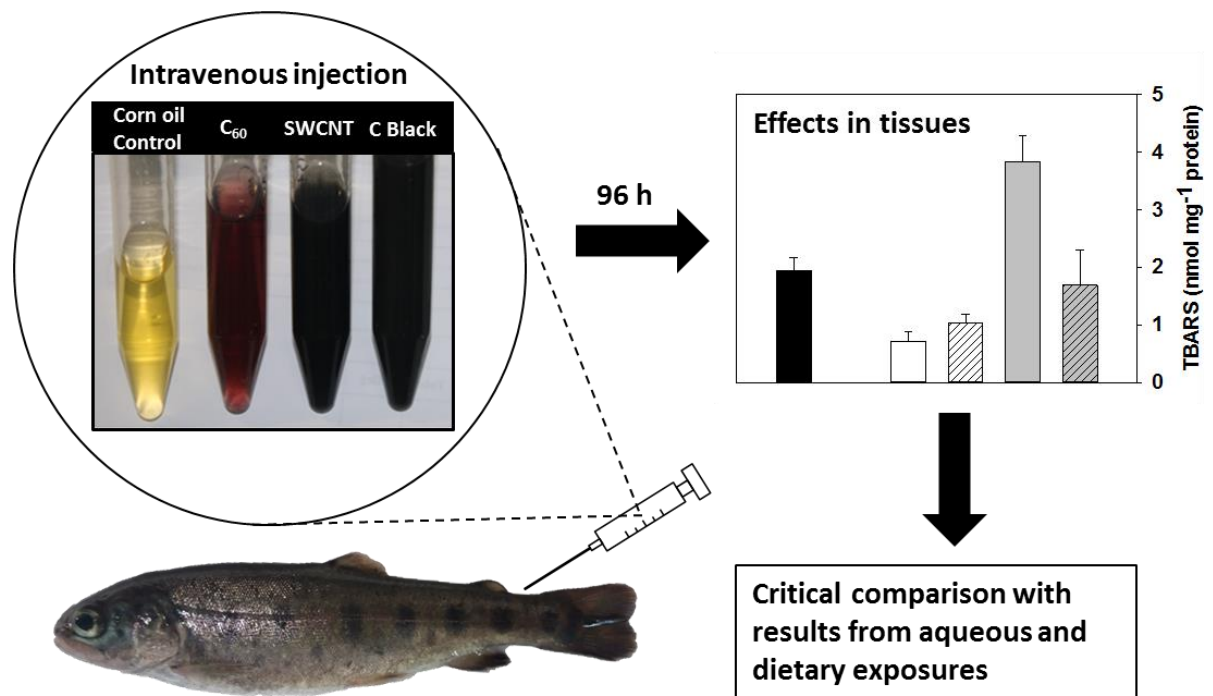 Intravenous injection
Corn oil
Control
C₆₀
SWCNT
C Black
96 h
Effects in tissues
5
4
3
2
1
0
TBARS (nmol mg⁻¹ protein)
Critical comparison with
results from aqueous and
dietary exposures